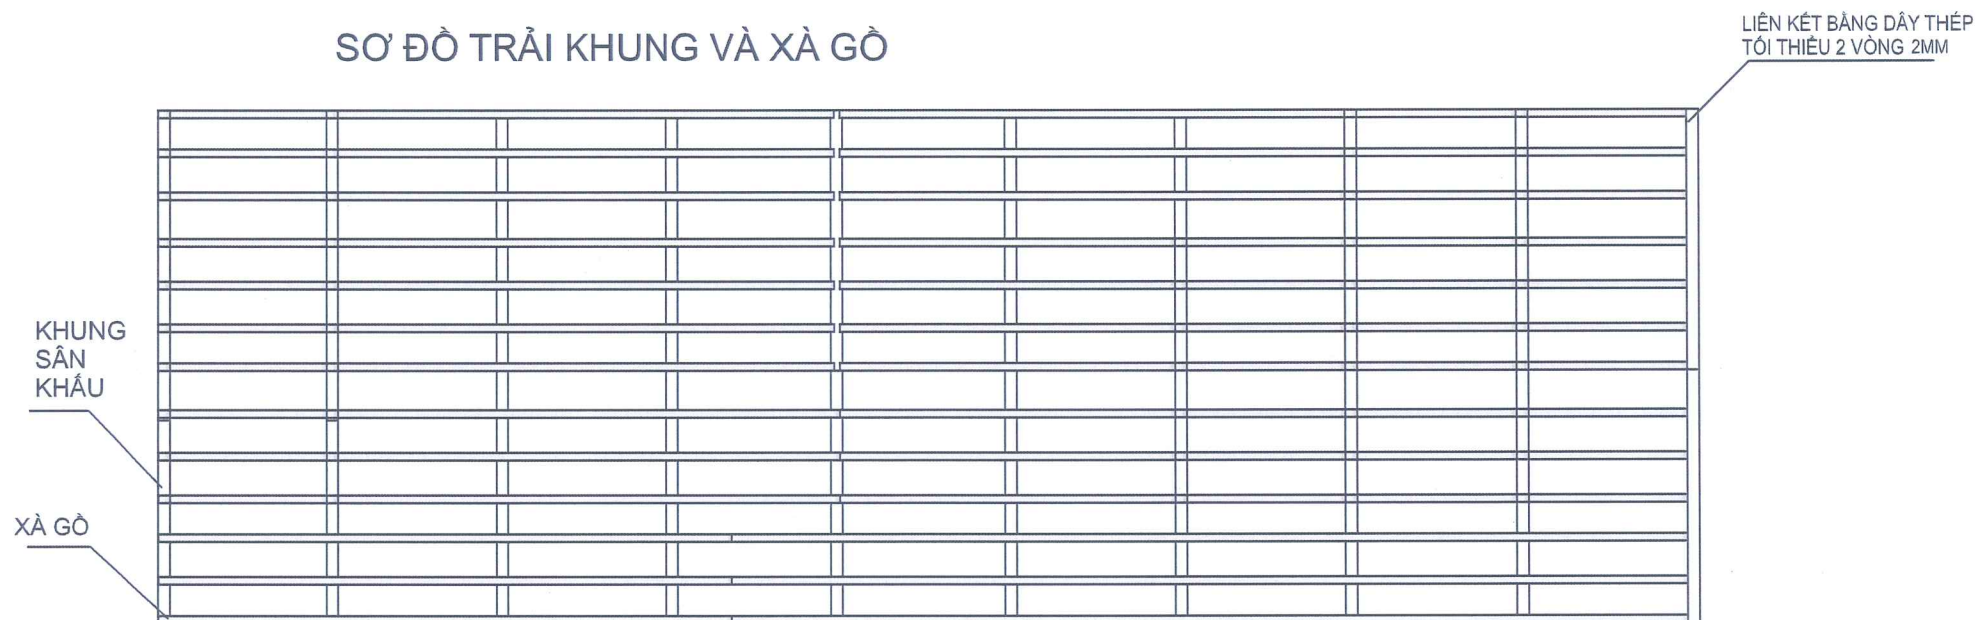 SƠ ĐỒ TRẢI KHUNG VÀ XÀ GỒ
LIÊN KẾT BẰNG DÂY THÉP
TỐI THIỂU 2 VÒNG 2MM
KHUNG
SÂN
KHẤU
XÀ GỒ